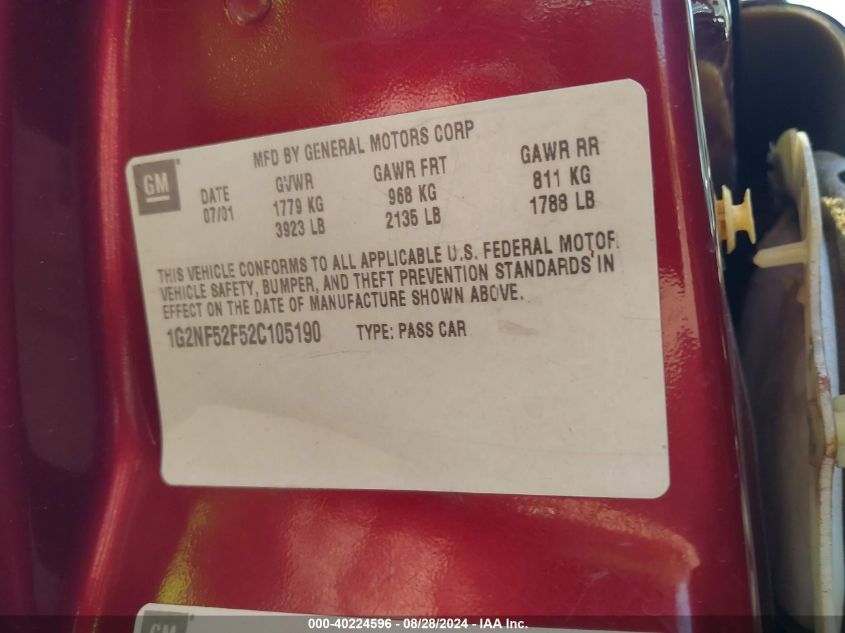 MFD BY GENERAL MOTORS CORP
GM
DATE GVWR GAWR FRT GAWR RR
07/01 1779 KG 968 KG 811 KG
3923 LB 2135 LB 1788 LB
THIS VEHICLE CONFORMS TO ALL APPLICABLE U.S. FEDERAL MOTOR
VEHICLE SAFETY, BUMPER, AND THEFT PREVENTION STANDARDS IN
EFFECT ON THE DATE OF MANUFACTURE SHOWN ABOVE.
1G2NF52F52C105190 TYPE: PASS CAR
GM
000-40224596 - 08/28/2024 - IAA Inc.